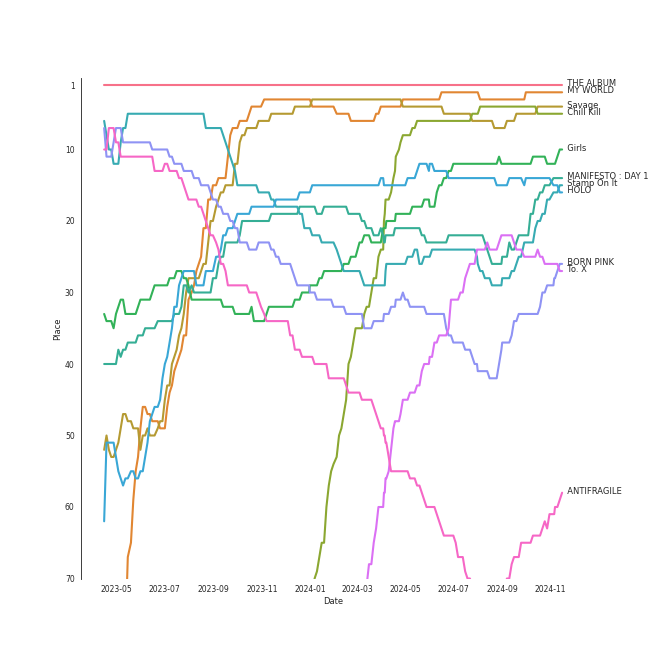 1
10
20
30
40
50
60
70
Place
THE ALBUM
MY WORLD
Savage
Chill Kill
Girls
MANIFESTO : DAY 1
Stamp On It
HOLO
BORN PINK
To. X
ANTIFRAGILE
2023-05 2023-07 2023-09 2023-11 2024-01 2024-03 2024-05 2024-07 2024-09 2024-11
Date